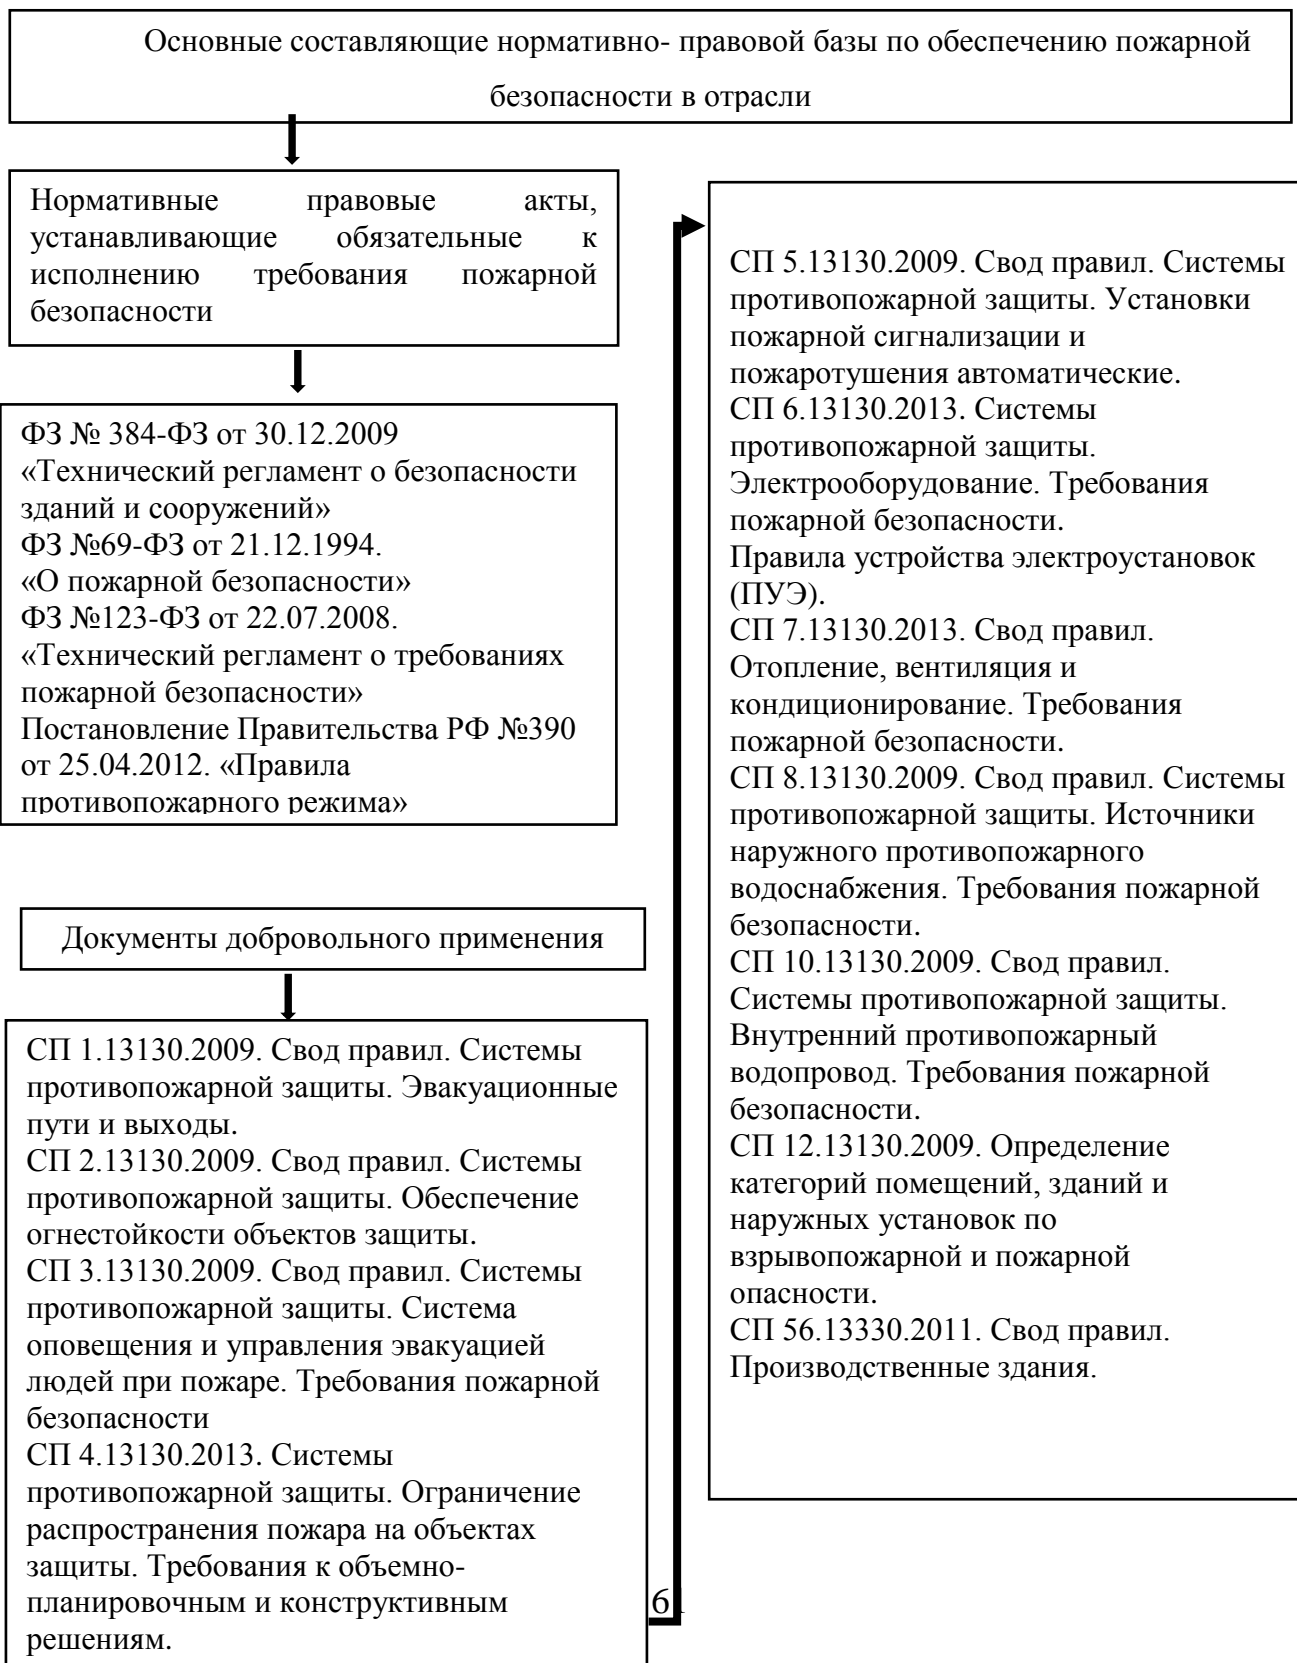 Основные составляющие нормативно- правовой базы по обеспечению пожарной
безопасности в отрасли
Нормативные правовые акты,
устанавливающие обязательные к
исполнению требования пожарной
безопасности
ФЗ № 384-ФЗ от 30.12.2009
«Технический регламент о безопасности
зданий и сооружений»
ФЗ №69-ФЗ от 21.12.1994.
«О пожарной безопасности»
ФЗ №123-ФЗ от 22.07.2008.
«Технический регламент о требованиях
пожарной безопасности»
Постановление Правительства РФ №390
от 25.04.2012. «Правила
противопожарного режима»
Документы добровольного применения
СП 1.13130.2009. Свод правил. Системы
противопожарной защиты. Эвакуационные
пути и выходы.
СП 2.13130.2009. Свод правил. Системы
противопожарной защиты. Обеспечение
огнестойкости объектов защиты.
СП 3.13130.2009. Свод правил. Системы
противопожарной защиты. Система
оповещения и управления эвакуацией
людей при пожаре. Требования пожарной
безопасности
СП 4.13130.2013. Системы
противопожарной защиты. Ограничение
распространения пожара на объектах
защиты. Требования к объемно-
планировочным и конструктивным
решениям.
СП 5.13130.2009. Свод правил. Системы
противопожарной защиты. Установки
пожарной сигнализации и
пожаротушения автоматические.
СП 6.13130.2013. Системы
противопожарной защиты.
Электрооборудование. Требования
пожарной безопасности.
Правила устройства электроустановок
(ПУЭ).
СП 7.13130.2013. Свод правил.
Отопление, вентиляция и
кондиционирование. Требования
пожарной безопасности.
СП 8.13130.2009. Свод правил. Системы
противопожарной защиты. Источники
наружного противопожарного
водоснабжения. Требования пожарной
безопасности.
СП 10.13130.2009. Свод правил.
Системы противопожарной защиты.
Внутренний противопожарный
водопровод. Требования пожарной
безопасности.
СП 12.13130.2009. Определение
категорий помещений, зданий и
наружных установок по
взрывопожарной и пожарной
опасности.
СП 56.13330.2011. Свод правил.
Производственные здания.